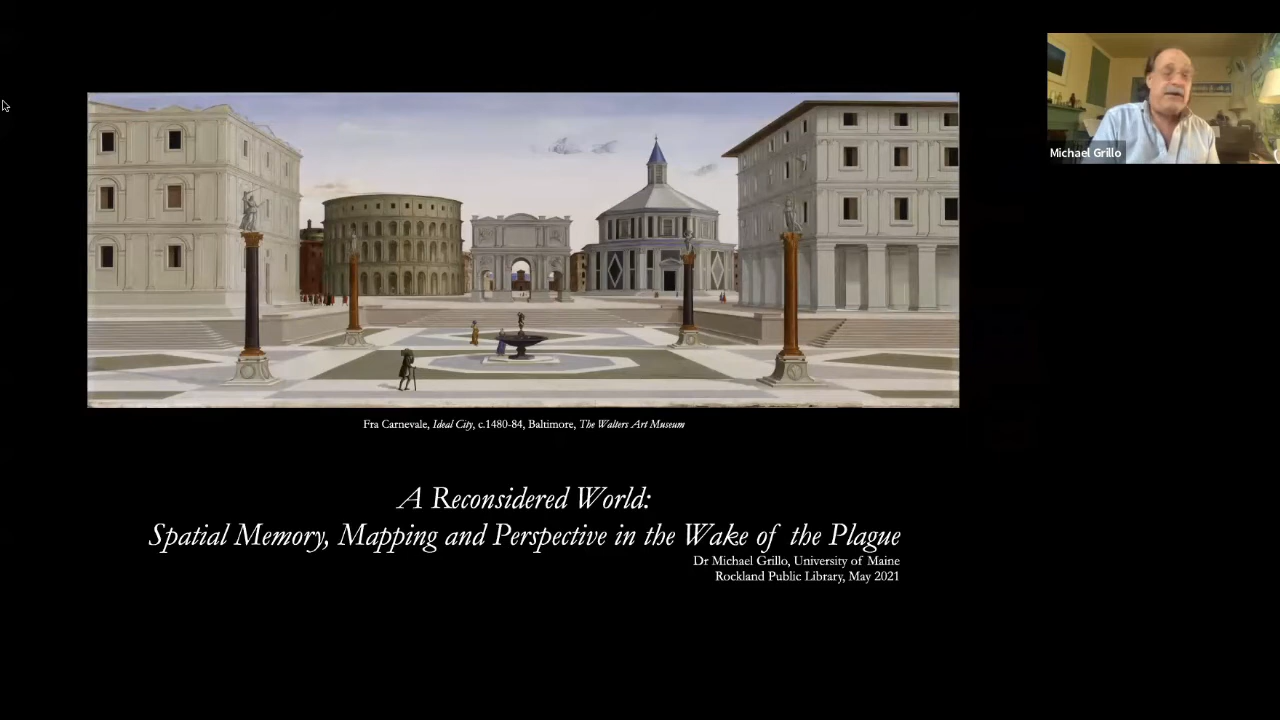 Michael Grillo
Fra Carnevale, Ideal City, c.1480-84, Baltimore, The Walters Art Museum
A Reconsidered World:
Spatial Memory, Mapping and Perspective in the Wake of the Plague
Dr Michael Grillo, University of Maine
Rockland Public Library, May 2021